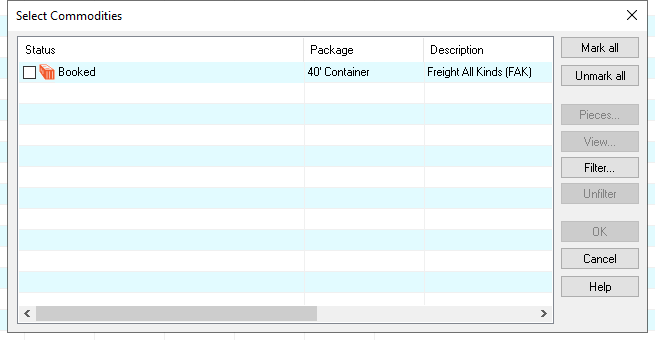 Select Commodities
Status Package Description
Booked 40' Container Freight All Kinds (FAK)
Mark all
Unmark all
Pieces...
View...
Filter...
Unfilter
OK
Cancel
Help